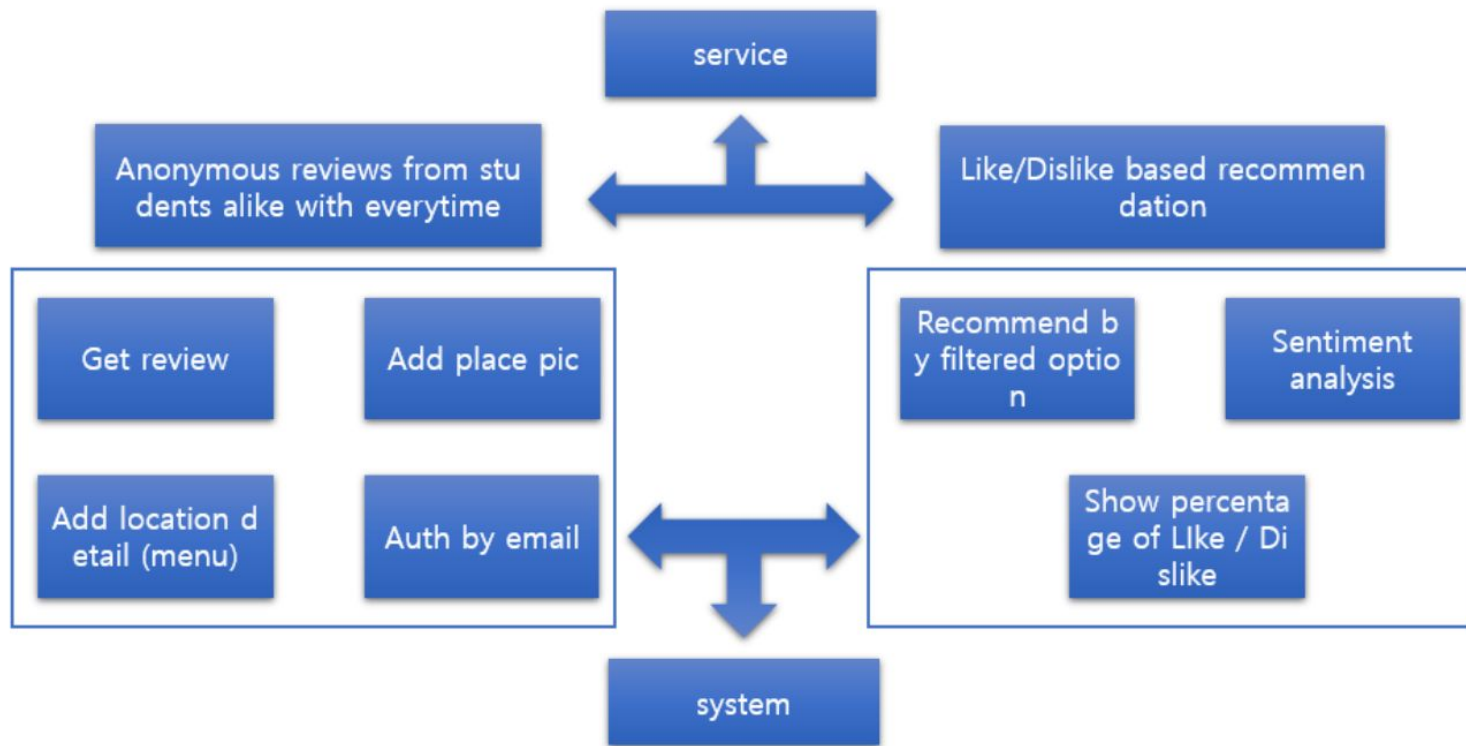 service
Anonymous reviews from stu
dents alike with everytime
Like/Dislike based recommen
dation
Get review
Add place pic
Recommend b
y filtered optio
n
Sentiment
analysis
Add location d
etail (menu)
Auth by email
Show percenta
ge of LIke / Di
slike
system